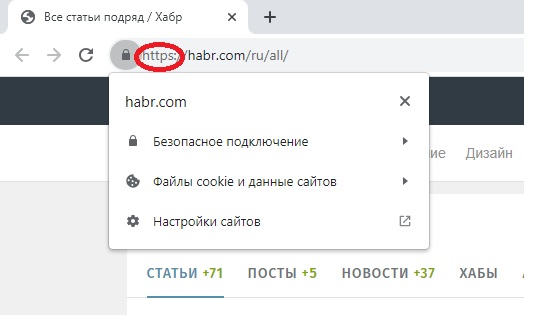 Все статьи подряд / Хабр
https://habr.com/ru/all/
habr.com
Безопасное подключение
Файлы cookie и данные сайтов
Настройки сайтов
Дизайн
СТАТЬИ +71 ПОСТЫ +5 НОВОСТИ +37 ХАБЫ